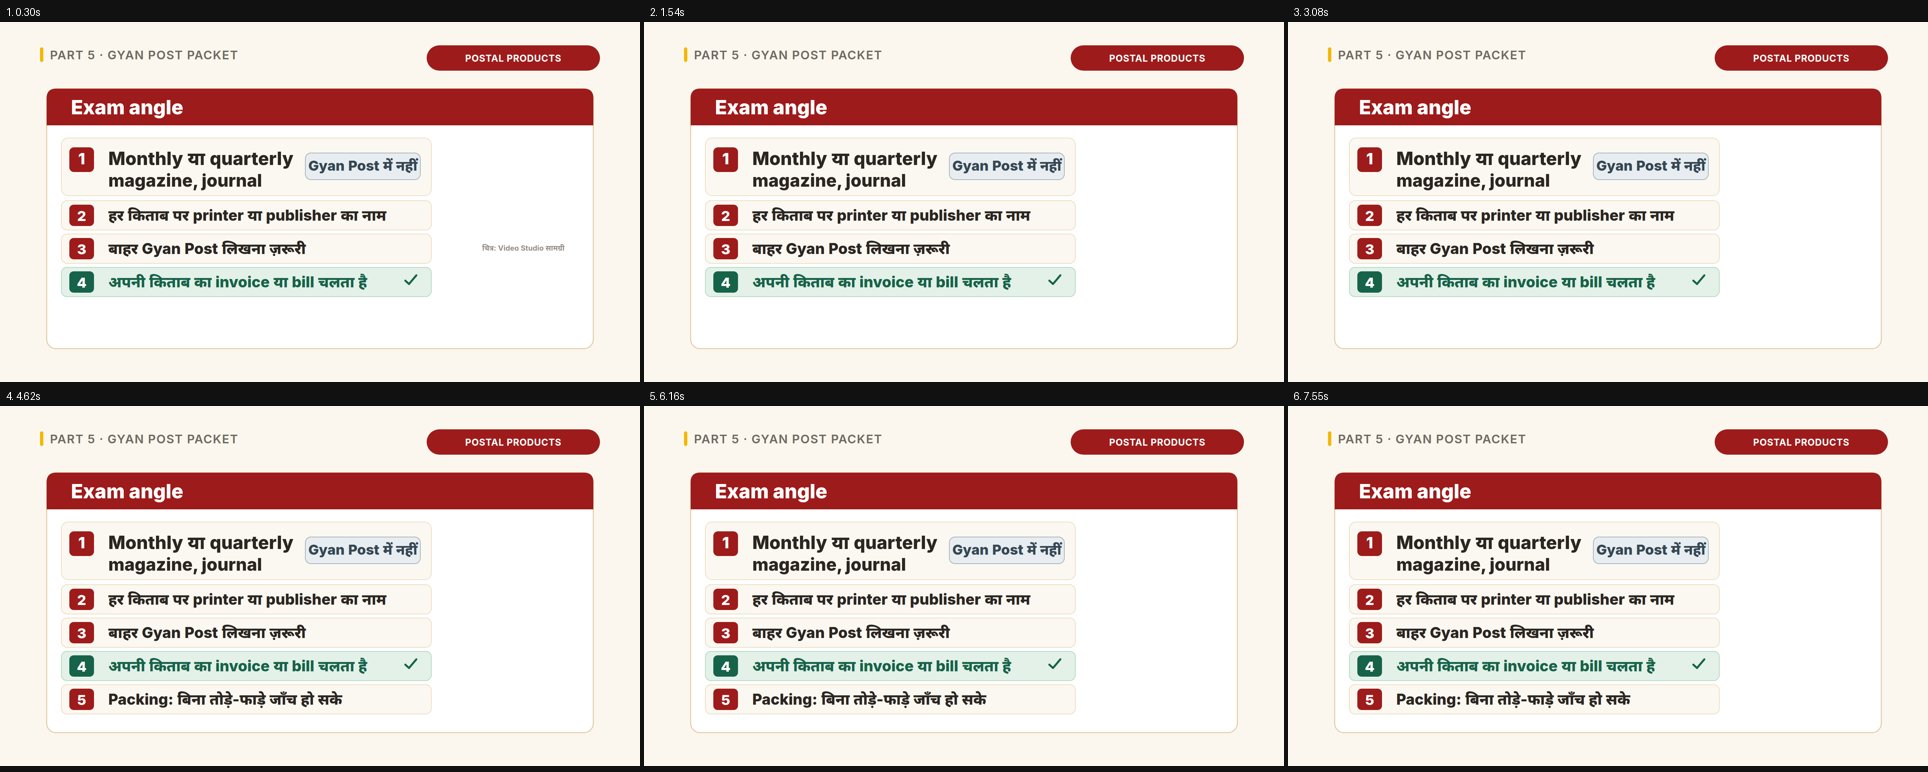 1. 0.30s
PART 5 · GYAN POST PACKET
POSTAL PRODUCTS
Exam angle
1 Monthly या quarterly
magazine, journal
Gyan Post में नहीं
2 हर किताब पर printer या publisher का नाम
3 बाहर Gyan Post लिखना ज़रूरी
चित्र: Video Studio सामग्री
4 अपनी किताब का invoice या bill चलता है ✓
2. 1.54s
PART 5 · GYAN POST PACKET
POSTAL PRODUCTS
Exam angle
1 Monthly या quarterly
magazine, journal
Gyan Post में नहीं
2 हर किताब पर printer या publisher का नाम
3 बाहर Gyan Post लिखना ज़रूरी
4 अपनी किताब का invoice या bill चलता है ✓
3. 3.08s
PART 5 · GYAN POST PACKET
POSTAL PRODUCTS
Exam angle
1 Monthly या quarterly
magazine, journal
Gyan Post में नहीं
2 हर किताब पर printer या publisher का नाम
3 बाहर Gyan Post लिखना ज़रूरी
4 अपनी किताब का invoice या bill चलता है ✓
4. 4.62s
PART 5 · GYAN POST PACKET
POSTAL PRODUCTS
Exam angle
1 Monthly या quarterly
magazine, journal
Gyan Post में नहीं
2 हर किताब पर printer या publisher का नाम
3 बाहर Gyan Post लिखना ज़रूरी
4 अपनी किताब का invoice या bill चलता है ✓
5 Packing: बिना तोड़े-फाड़े जाँच हो सके
5. 6.16s
PART 5 · GYAN POST PACKET
POSTAL PRODUCTS
Exam angle
1 Monthly या quarterly
magazine, journal
Gyan Post में नहीं
2 हर किताब पर printer या publisher का नाम
3 बाहर Gyan Post लिखना ज़रूरी
4 अपनी किताब का invoice या bill चलता है ✓
5 Packing: बिना तोड़े-फाड़े जाँच हो सके
6. 7.55s
PART 5 · GYAN POST PACKET
POSTAL PRODUCTS
Exam angle
1 Monthly या quarterly
magazine, journal
Gyan Post में नहीं
2 हर किताब पर printer या publisher का नाम
3 बाहर Gyan Post लिखना ज़रूरी
4 अपनी किताब का invoice या bill चलता है ✓
5 Packing: बिना तोड़े-फाड़े जाँच हो सके